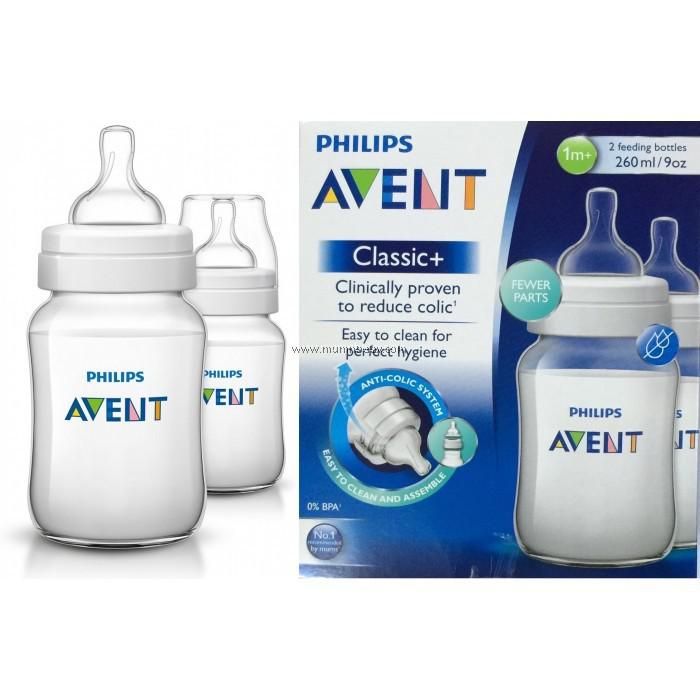 PHILIPS
AVENT
PHILIPS
AVENT
PHILIPS
AVENT
1m+
2 feeding bottles
260ml/9oz
Classic+
Clinically proven
to reduce colic¹
FEWER
PARTS
Easy to clean for
perfect hygiene
ANTI-COLIC SYSTEM
EASY TO CLEAN AND ASSEMBLE
0% BPA¹
No.1
recommended
by mums*
PHILIPS
AVENT